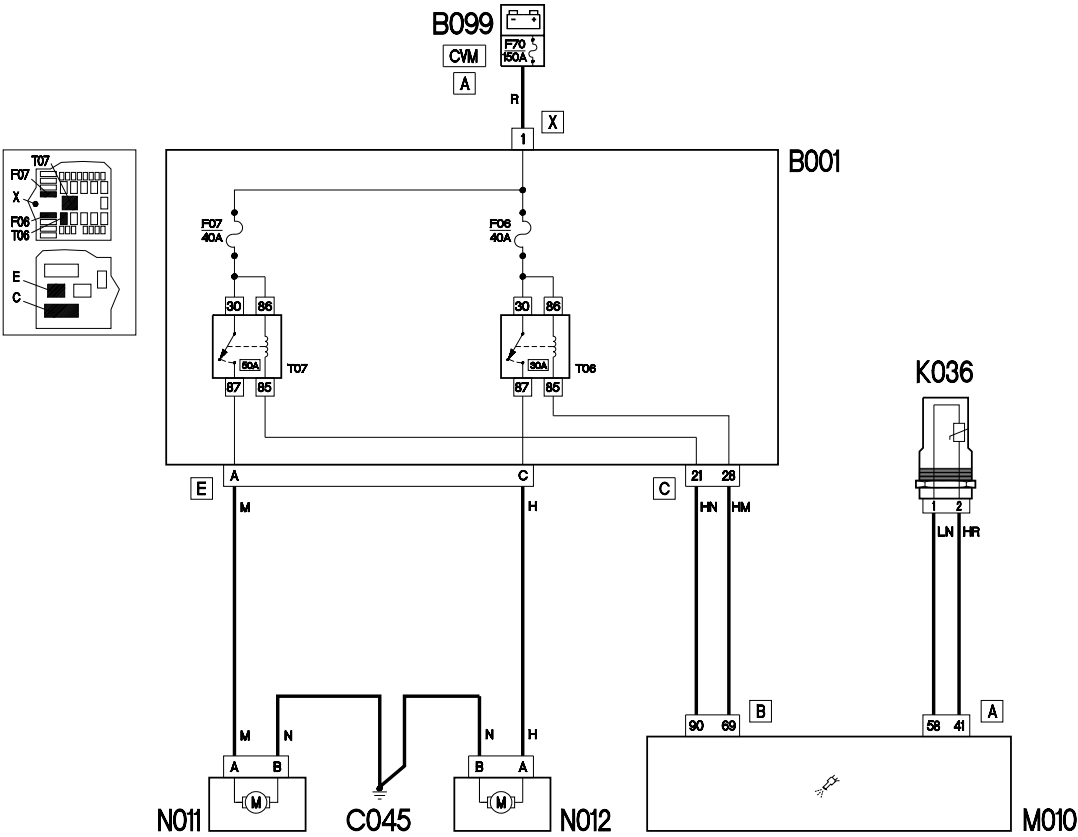 B099
CVM
A
F70
150A
R
X
1
B001
T07
F07
X
F06
T06
E
C
F07
40A
F06
40A
30 86
30 86
50A
T07
30A
T06
87 85
87 85
K036
A
C
21 28
E
C
1 2
M
H
HN
HM
LN
HR
90 69
B
58 41
A
M
N
N
H
A B
B A
M
M
N011
C045
N012
M010